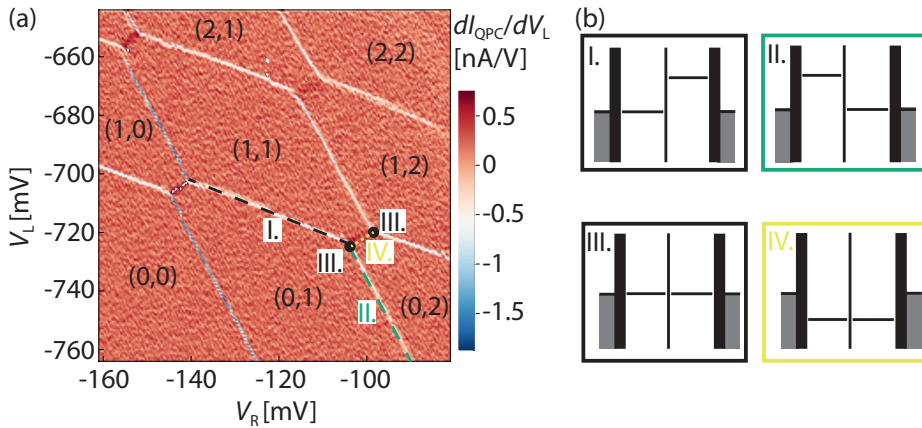 (a)
(2,1)
(2,2)
(1,0)
(1,1)
(1,2)
(0,0)
(0,1)
(0,2)
I.
II.
III.
III.
IV.
-660
-680
-700
-720
-740
-760
V_L [mV]
-160
-140
-120
-100
V_R [mV]
dI_QPC/dV_L
[nA/V]
0.5
0
-0.5
-1
-1.5
(b)
I.
II.
III.
IV.